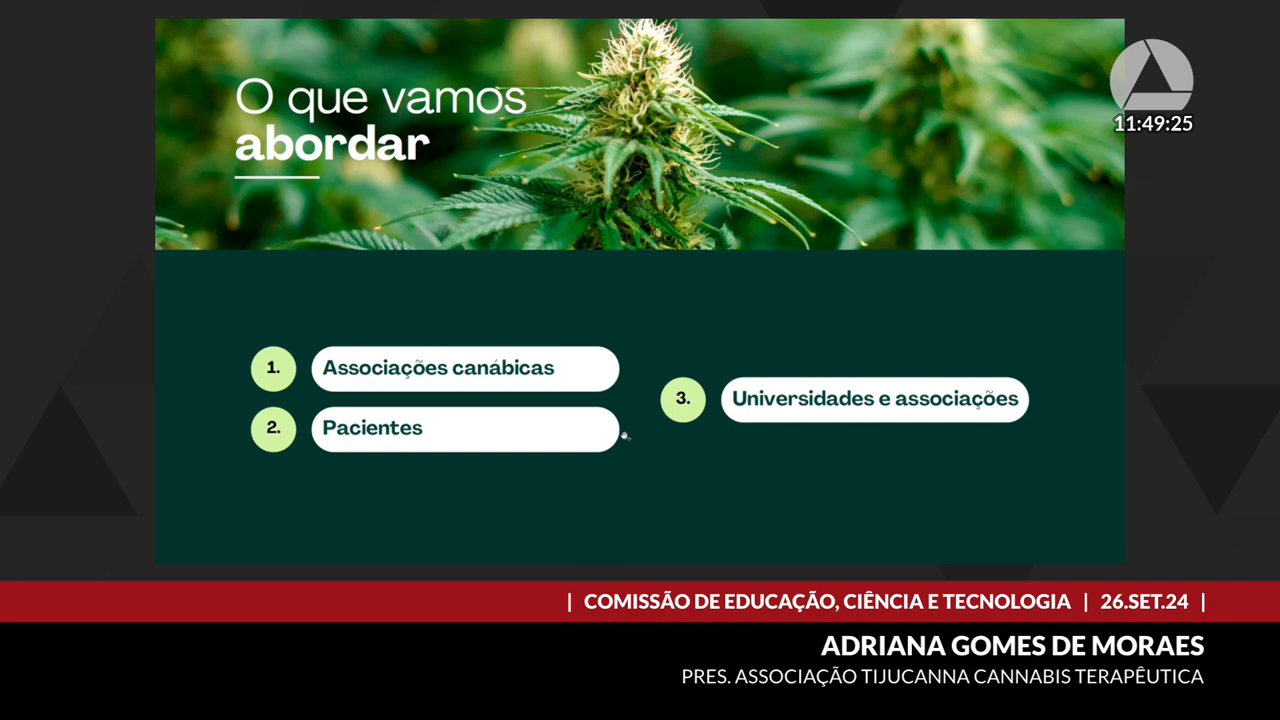 O que vamos
abordar
11:49:25
1. Associações canábicas
2. Pacientes
3. Universidades e associações
| COMISSÃO DE EDUCAÇÃO, CIÊNCIA E TECNOLOGIA | 26.SET.24 |
ADRIANA GOMES DE MORAES
PRES. ASSOCIAÇÃO TIJUCANNA CANNABIS TERAPÊUTICA